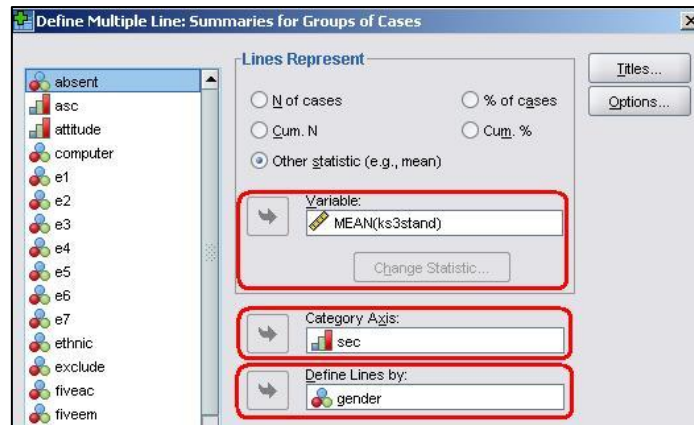 Define Multiple Line: Summaries for Groups of Cases
absent
asc
attitude
computer
e1
e2
e3
e4
e5
e6
e7
ethnic
exclude
fiveac
fiveem
Lines Represent
N of cases
% of cases
Cum. N
Cum. %
Other statistic (e.g., mean)
Variable:
MEAN(ks3stand)
Change Statistic...
Category Axis:
sec
Define Lines by:
gender
Titles...
Options...